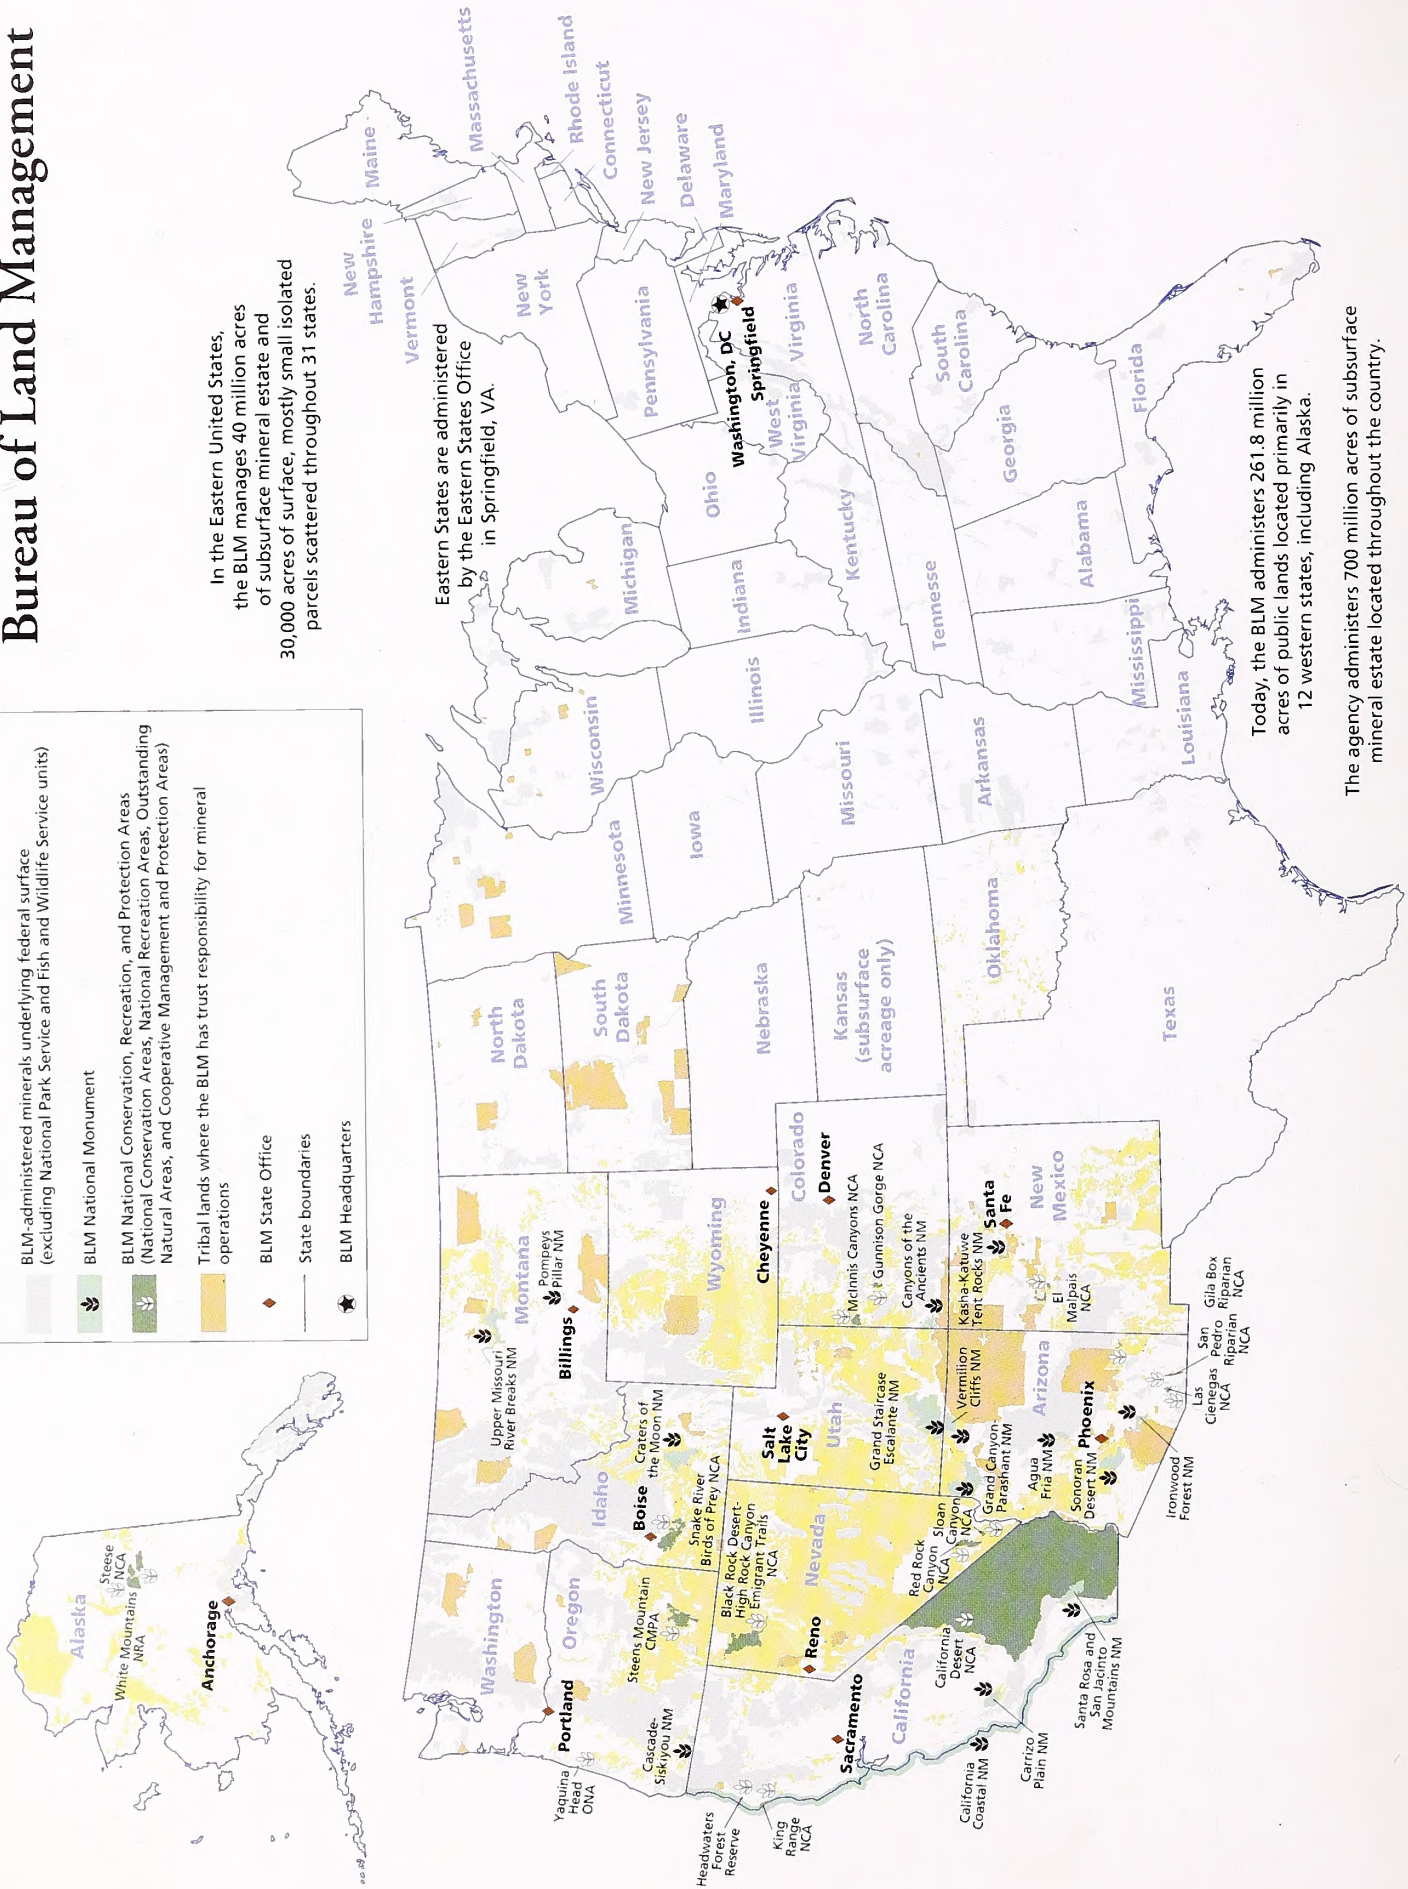 Bureau of Land Management
BLM-administered minerals underlying federal surface
(excluding National Park Service and Fish and Wildlife Service units)
BLM National Monument
BLM National Conservation, Recreation, and Protection Areas
(National Conservation Areas, National Recreation Areas, Outstanding
Natural Areas, and Cooperative Management and Protection Areas)
Tribal lands where the BLM has trust responsibility for mineral
operations
BLM State Office
State boundaries
BLM Headquarters
In the Eastern United States,
the BLM manages 40 million acres
of subsurface mineral estate and
30,000 acres of surface, mostly small isolated
parcels scattered throughout 31 states.
Eastern States are administered
by the Eastern States Office
in Springfield, VA.
Alaska
Steese
NCA
White Mountains
NRA
Anchorage
Washington
Portland
Oregon
Yaquina
Head
ONA
Steens Mountain
CMPA
Cascade-
Siskiyou NM
Idaho
Boise
Craters of
the Moon NM
Snake River
Birds of Prey NCA
Upper Missouri
River Breaks NM
Montana
Pompeys
Pillar NM
Billings
Wyoming
Cheyenne
North
Dakota
South
Dakota
Nebraska
Kansas
(subsurface
acreage only)
Oklahoma
Texas
Minnesota
Iowa
Missouri
Arkansas
Louisiana
Wisconsin
Illinois
Michigan
Indiana
Ohio
Kentucky
Tennesse
Mississippi
Alabama
Georgia
Florida
South
Carolina
North
Carolina
Virginia
West
Virginia
Washington, DC
Springfield
Pennsylvania
New
York
Vermont
New
Hampshire
Maine
Massachusetts
Rhode Island
Connecticut
New Jersey
Delaware
Maryland
Headwaters
Forest
Reserve
King
Range
NCA
Black Rock Desert-
High Rock Canyon
Emigrant Trails
NCA
Reno
Nevada
Sacramento
California
Salt
Lake
City
Utah
Grand Staircase
Escalante NM
Colorado
Denver
McInnis Canyons NCA
Gunnison Gorge NCA
Canyons of the
Ancients NM
Red Rock
Canyon
NCA
Sloan
Canyon
NCA
California
Desert
NCA
California
Coastal NM
Carrizo
Plain NM
Santa Rosa and
San Jacinto
Mountains NM
Vermilion
Cliffs NM
Grand Canyon-
Parashant NM
Arizona
Agua
Fria NM
Phoenix
Sonoran
Desert NM
Ironwood
Forest NM
Las
Cienegas
NCA
San
Pedro
Riparian
NCA
Gila Box
Riparian
NCA
Kasha-Katuwe
Tent Rocks NM
Santa
Fe
New
Mexico
El
Malpais
NCA
Today, the BLM administers 261.8 million
acres of public lands located primarily in
12 western states, including Alaska.
The agency administers 700 million acres of subsurface
mineral estate located throughout the country.